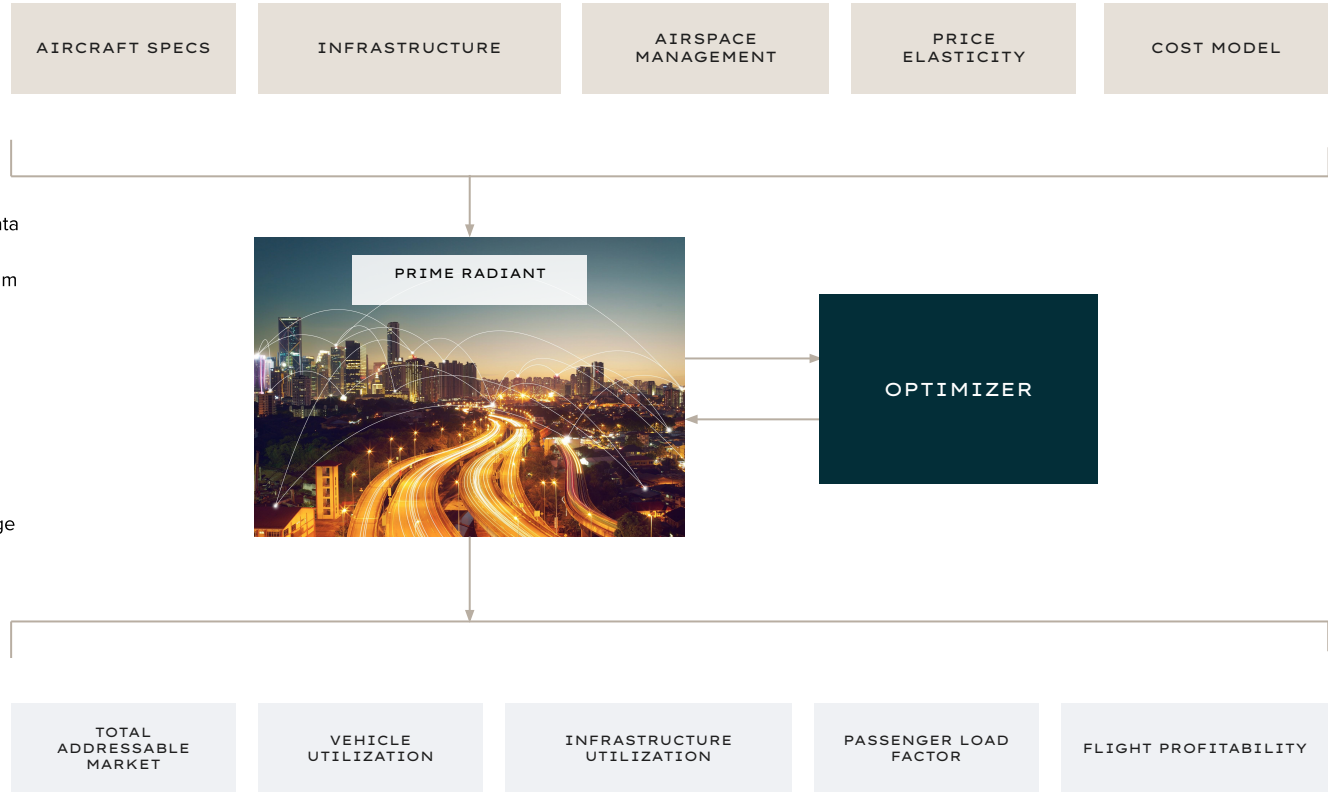 AIRCRAFT SPECS
INFRASTRUCTURE
AIRSPACE
MANAGEMENT
PRICE
ELASTICITY
COST MODEL
PRIME RADIANT
OPTIMIZER
TOTAL
ADDRESSABLE
MARKET
VEHICLE
UTILIZATION
INFRASTRUCTURE
UTILIZATION
PASSENGER LOAD
FACTOR
FLIGHT PROFITABILITY